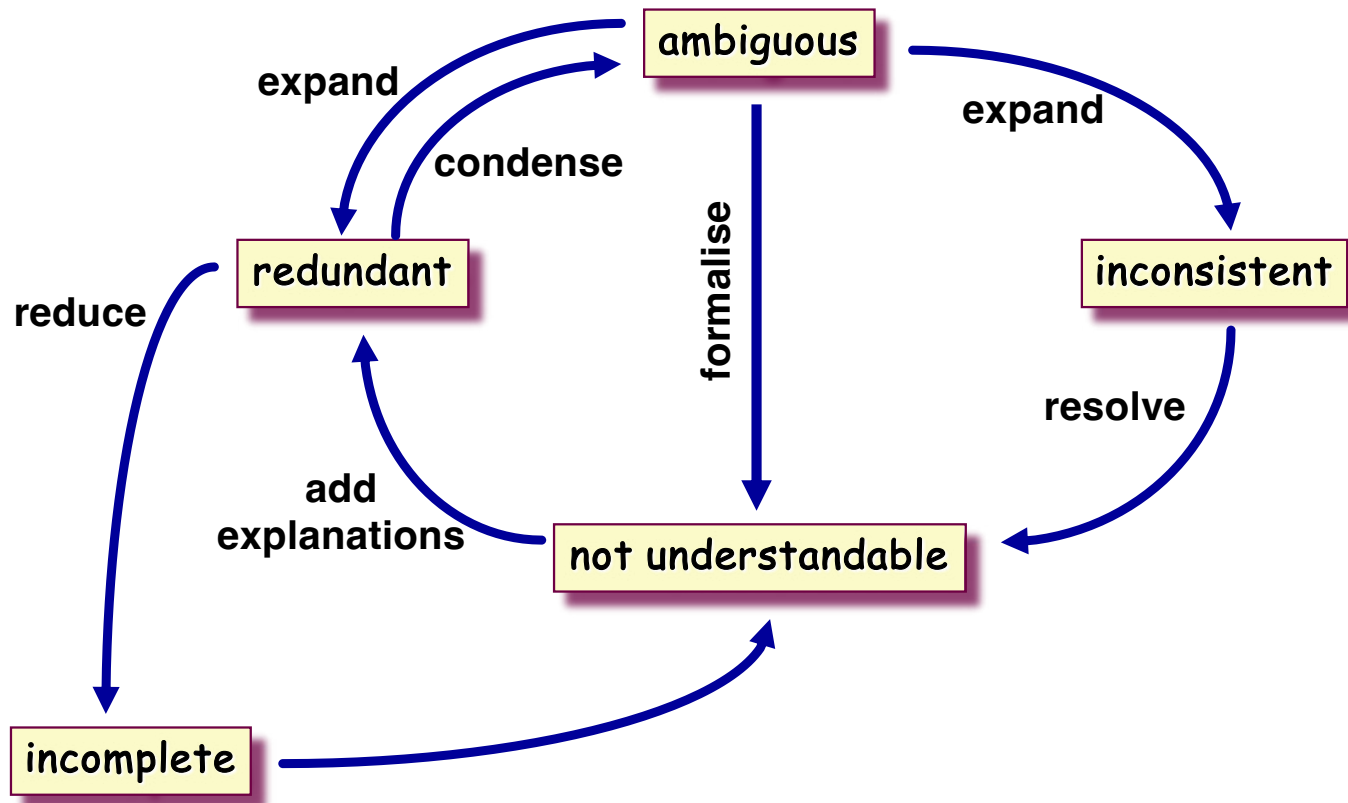 ambiguous
expand
expand
condense
formalise
redundant
inconsistent
reduce
resolve
add
explanations
not understandable
incomplete